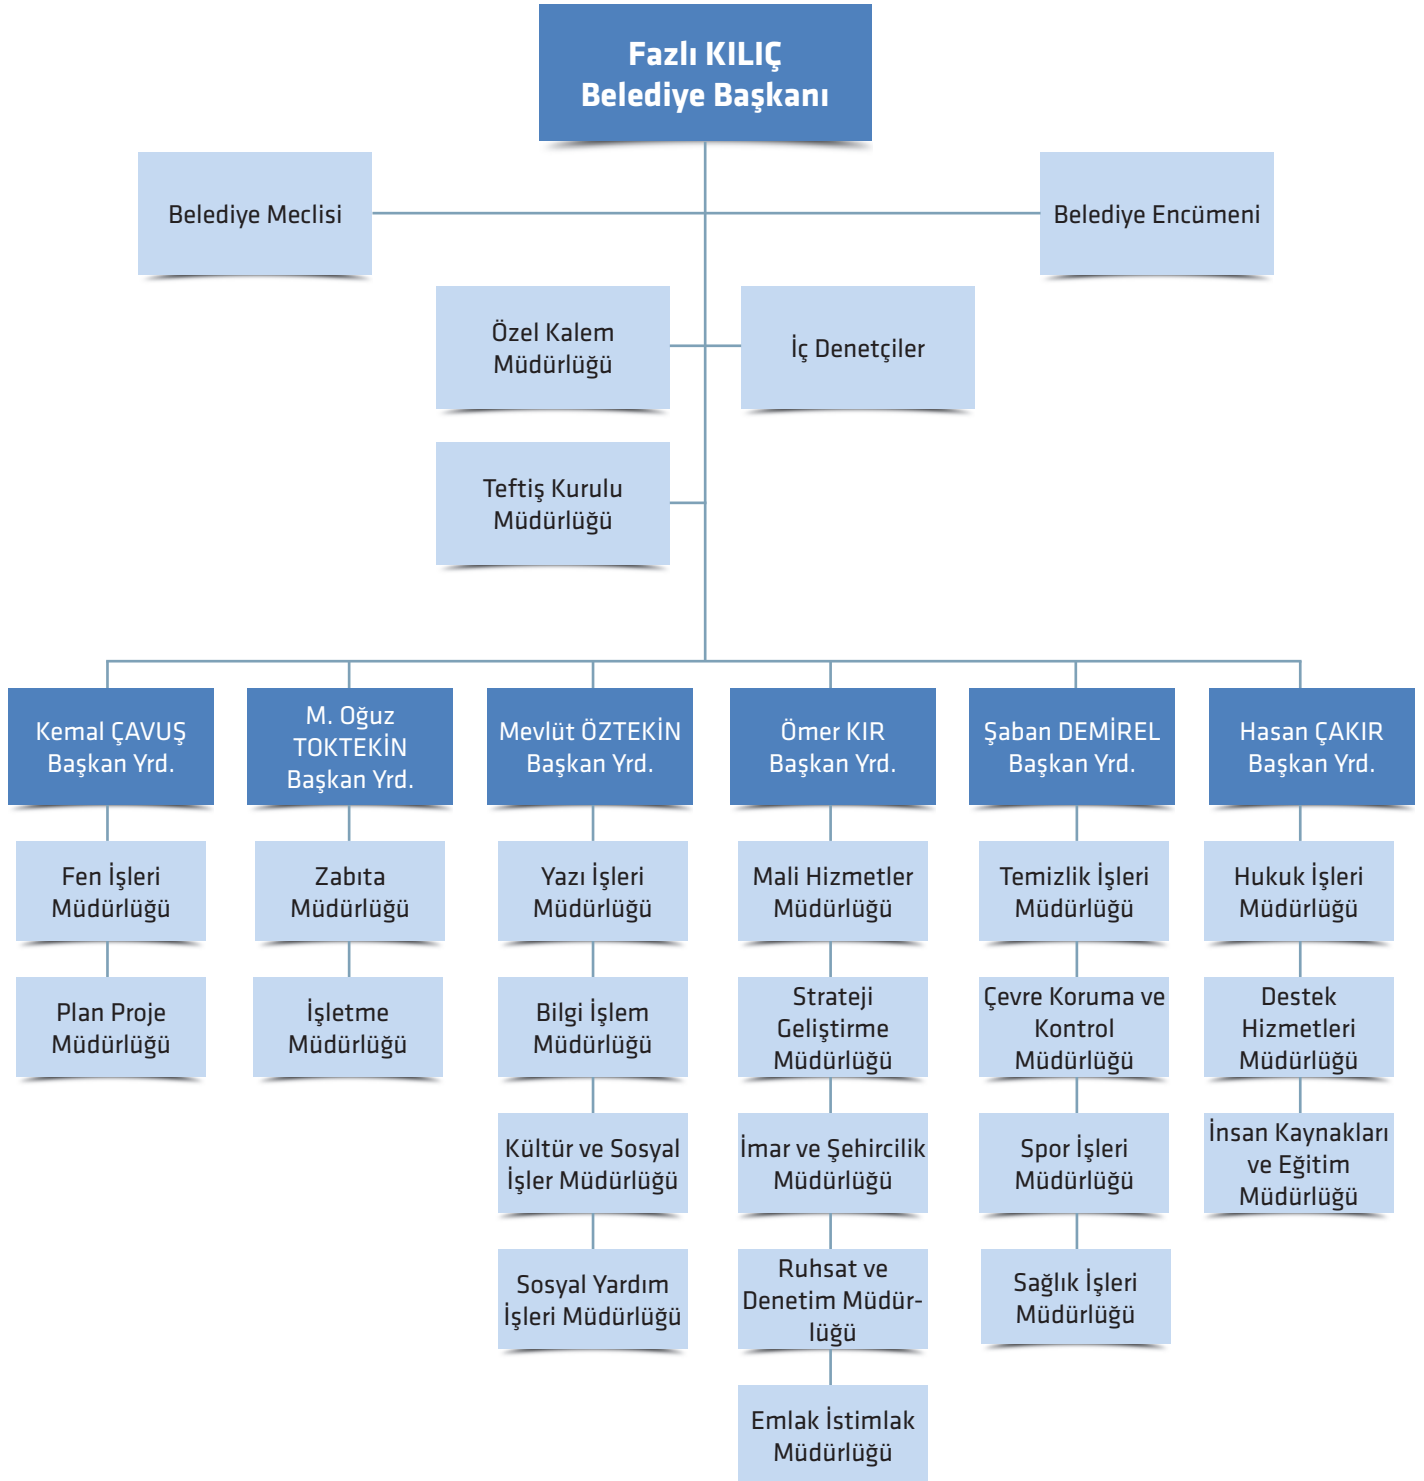 Fazlı KILIÇ
Belediye Başkanı
Belediye Meclisi
Belediye Encümeni
Özel Kalem
Müdürlüğü
İç Denetçiler
Teftiş Kurulu
Müdürlüğü
Kemal ÇAVUŞ
Başkan Yrd.
M. Oğuz
TOKTEKİN
Başkan Yrd.
Mevlüt ÖZTEKİN
Başkan Yrd.
Ömer KIR
Başkan Yrd.
Şaban DEMİREL
Başkan Yrd.
Hasan ÇAKIR
Başkan Yrd.
Fen İşleri
Müdürlüğü
Zabıta
Müdürlüğü
Yazı İşleri
Müdürlüğü
Mali Hizmetler
Müdürlüğü
Temizlik İşleri
Müdürlüğü
Hukuk İşleri
Müdürlüğü
Plan Proje
Müdürlüğü
İşletme
Müdürlüğü
Bilgi İşlem
Müdürlüğü
Strateji
Geliştirme
Müdürlüğü
Çevre Koruma ve
Kontrol
Müdürlüğü
Destek
Hizmetleri
Müdürlüğü
Kültür ve Sosyal
İşler Müdürlüğü
İmar ve Şehircilik
Müdürlüğü
Spor İşleri
Müdürlüğü
İnsan Kaynakları
ve Eğitim
Müdürlüğü
Sosyal Yardım
İşleri Müdürlüğü
Ruhsat ve
Denetim Müdür-
lüğü
Sağlık İşleri
Müdürlüğü
Emlak İstimlak
Müdürlüğü